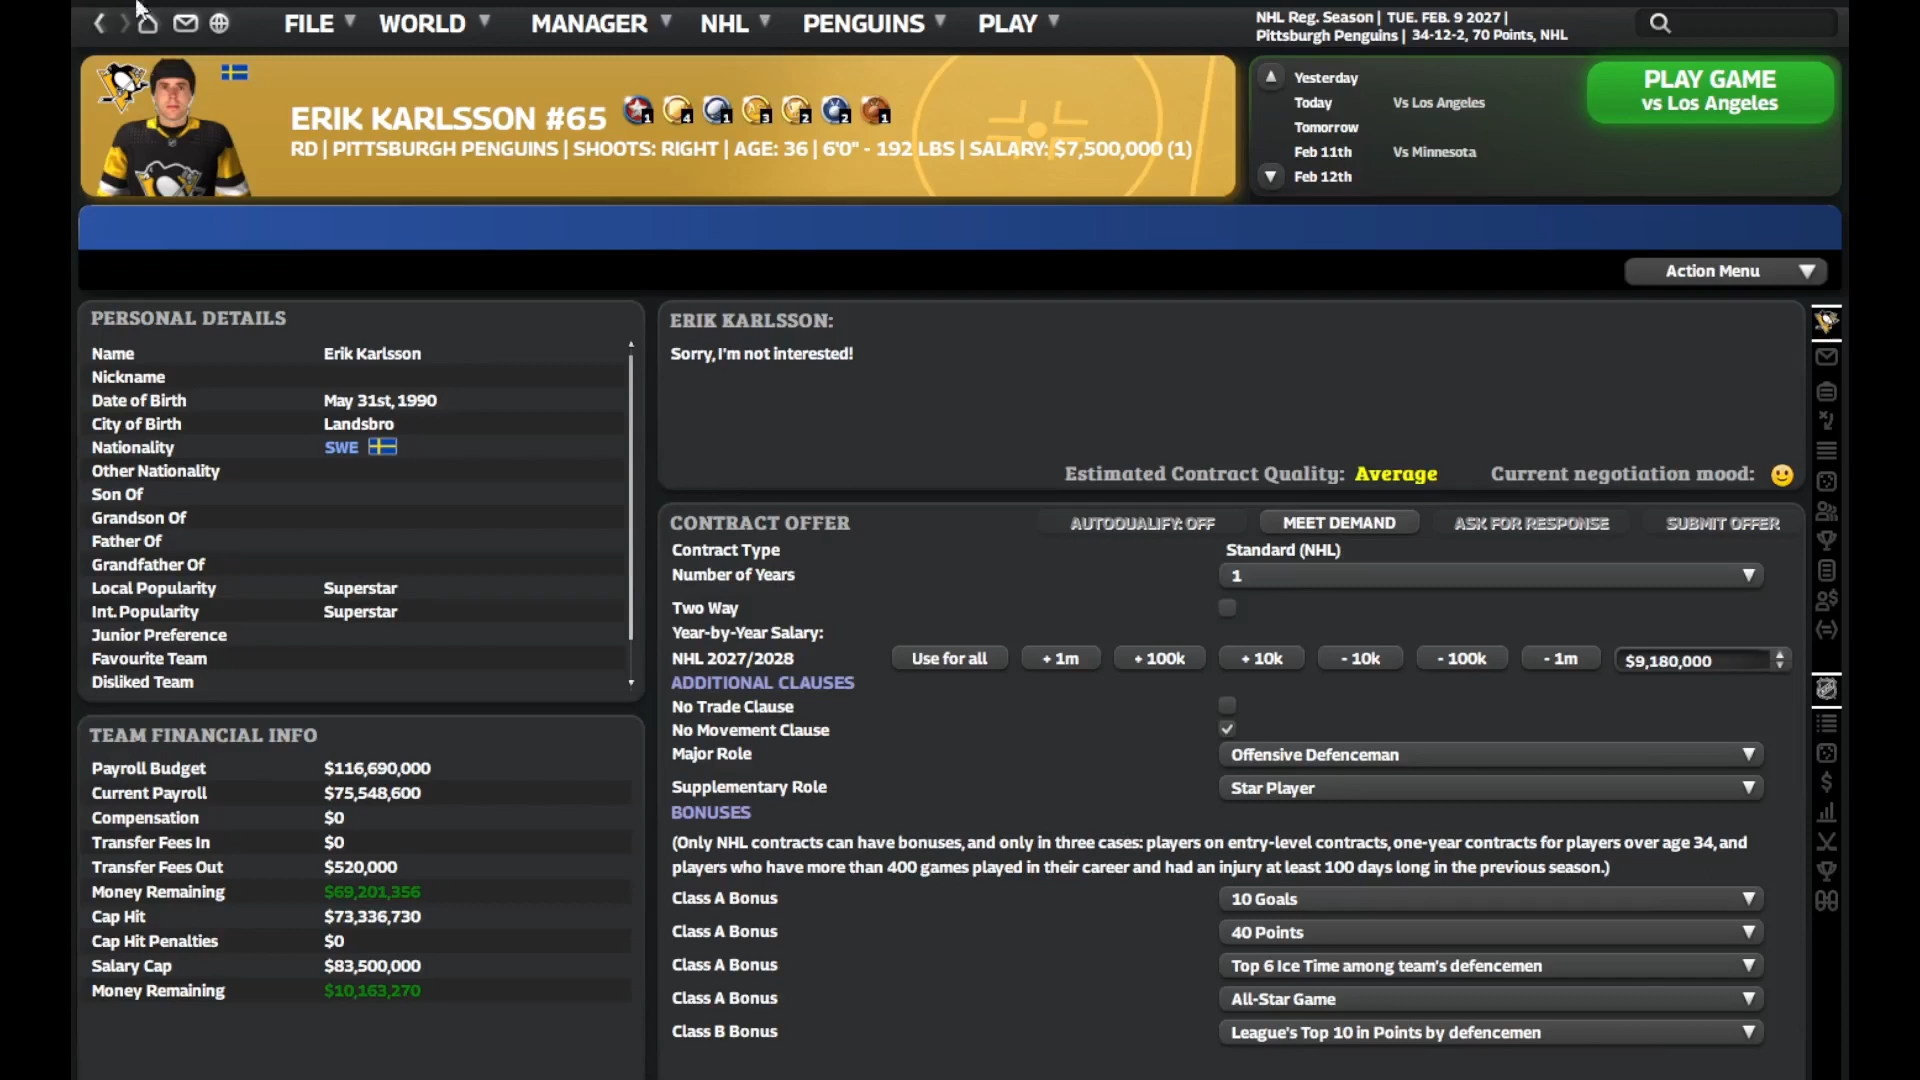 FILE WORLD MANAGER NHL PENGUINS PLAY
NHL Reg. Season | TUE. FEB. 9 2027 |
Pittsburgh Penguins | 34-12-2, 70 Points, NHL
ERIK KARLSSON #65 1 4 1 3 2 2 1
RD | PITTSBURGH PENGUINS | SHOOTS: RIGHT | AGE: 36 | 6'0" - 192 LBS | SALARY: $7,500,000 (1)
Yesterday
Today Vs Los Angeles
Tomorrow
Feb 11th Vs Minnesota
Feb 12th
PLAY GAME
vs Los Angeles
Action Menu
PERSONAL DETAILS
Name Erik Karlsson
Nickname
Date of Birth May 31st, 1990
City of Birth Landsbro
Nationality SWE
Other Nationality
Son Of
Grandson Of
Father Of
Grandfather Of
Local Popularity Superstar
Int. Popularity Superstar
Junior Preference
Favourite Team
Disliked Team
TEAM FINANCIAL INFO
Payroll Budget $116,690,000
Current Payroll $75,548,600
Compensation $0
Transfer Fees In $0
Transfer Fees Out $520,000
Money Remaining $69,201,356
Cap Hit $73,336,730
Cap Hit Penalties $0
Salary Cap $83,500,000
Money Remaining $10,163,270
ERIK KARLSSON:
Sorry, I'm not interested!
Estimated Contract Quality: Average Current negotiation mood:
CONTRACT OFFER AUTOQUALIFY: OFF MEET DEMAND ASK FOR RESPONSE SUBMIT OFFER
Contract Type Standard (NHL)
Number of Years 1
Two Way
Year-by-Year Salary:
NHL 2027/2028 Use for all + 1m + 100k + 10k - 10k - 100k - 1m $9,180,000
ADDITIONAL CLAUSES
No Trade Clause
No Movement Clause
Major Role Offensive Defenceman
Supplementary Role Star Player
BONUSES
(Only NHL contracts can have bonuses, and only in three cases: players on entry-level contracts, one-year contracts for players over age 34, and
players who have more than 400 games played in their career and had an injury at least 100 days long in the previous season.)
Class A Bonus 10 Goals
Class A Bonus 40 Points
Class A Bonus Top 6 Ice Time among team's defencemen
Class A Bonus All-Star Game
Class B Bonus League's Top 10 in Points by defencemen